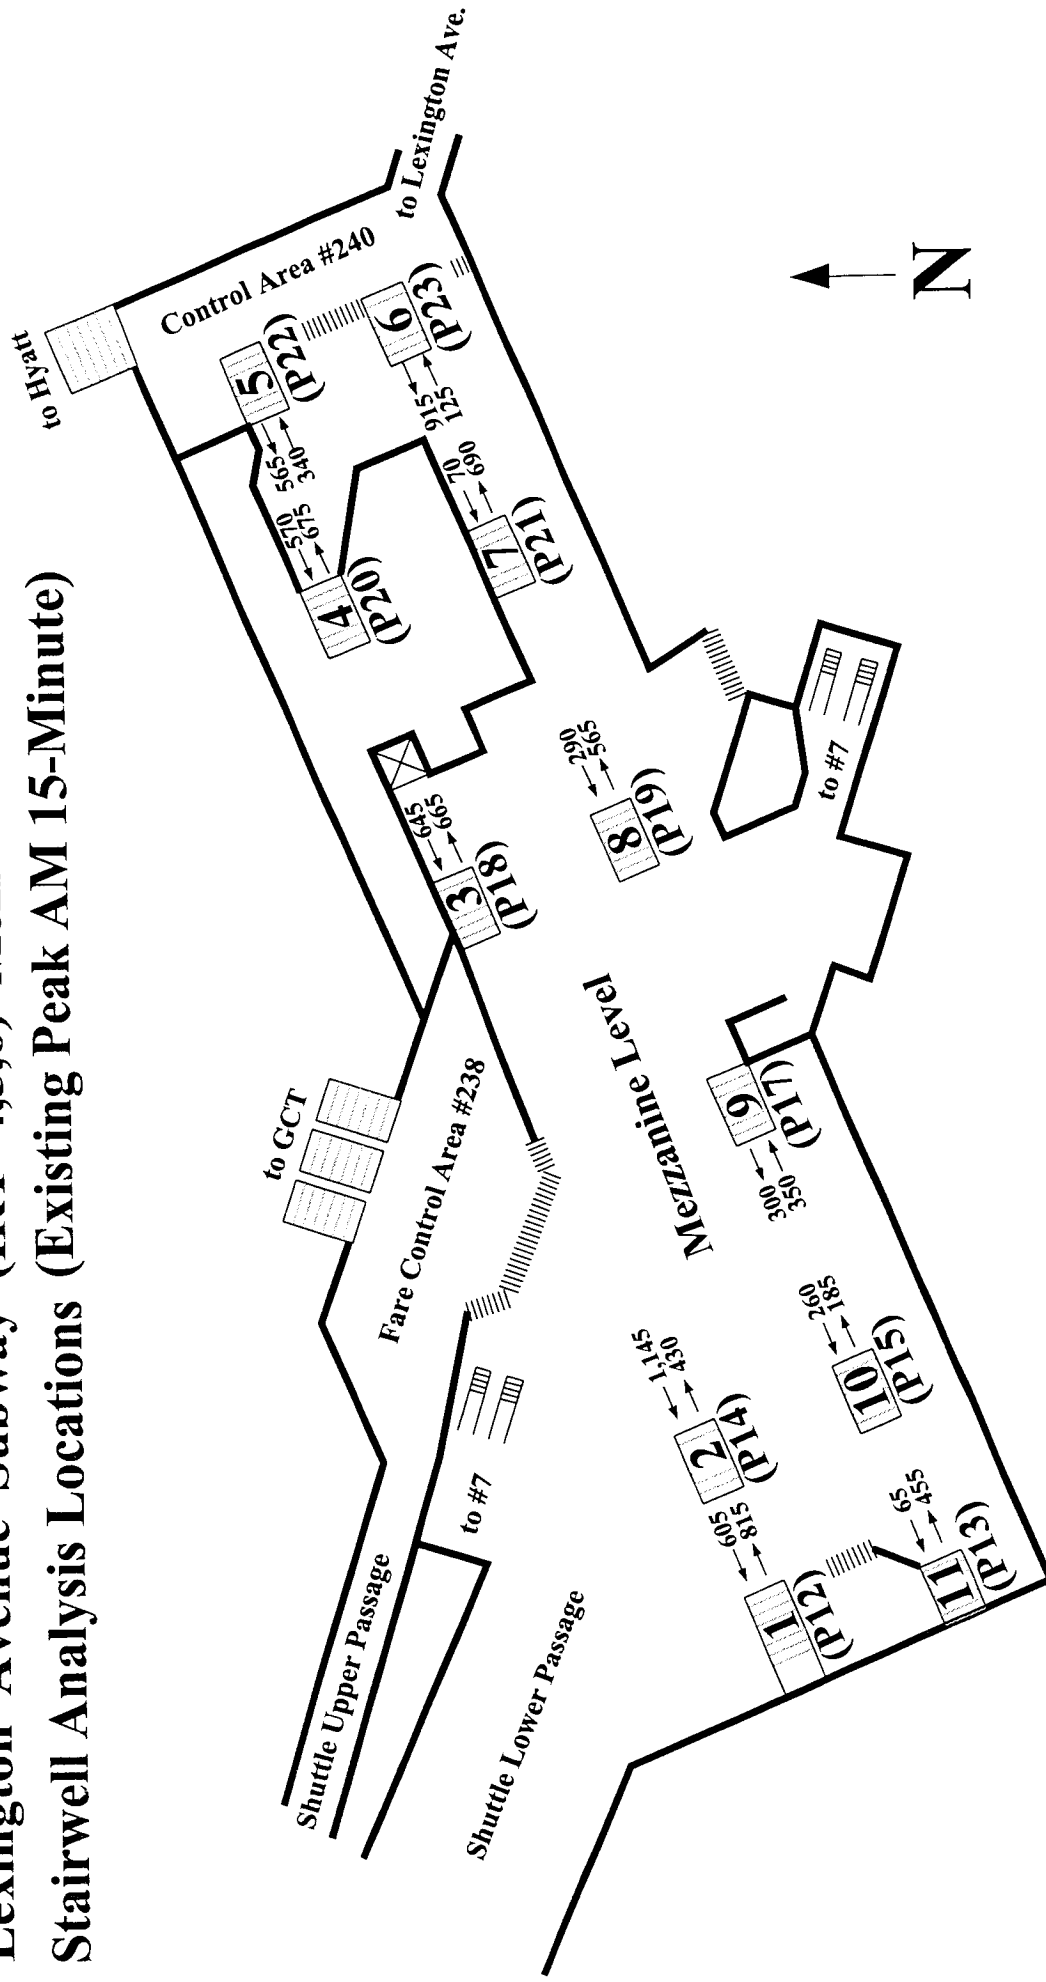 Stairwell Analysis Locations (Existing Peak AM 15-Minute)
to Hyatt
Control Area #240
to Lexington Ave.
5
(P22)
565
340
6
(P23)
915
125
570
675
4
(P20)
70
690
7
(P21)
645
665
3
(P18)
290
565
8
(P19)
to #7
to GCT
Fare Control Area #238
Mezzanine Level
9
(P17)
300
350
260
185
10
(P15)
1,145
430
2
(P14)
605
815
1
(P12)
65
455
11
(P13)
to #7
Shuttle Upper Passage
Shuttle Lower Passage
N